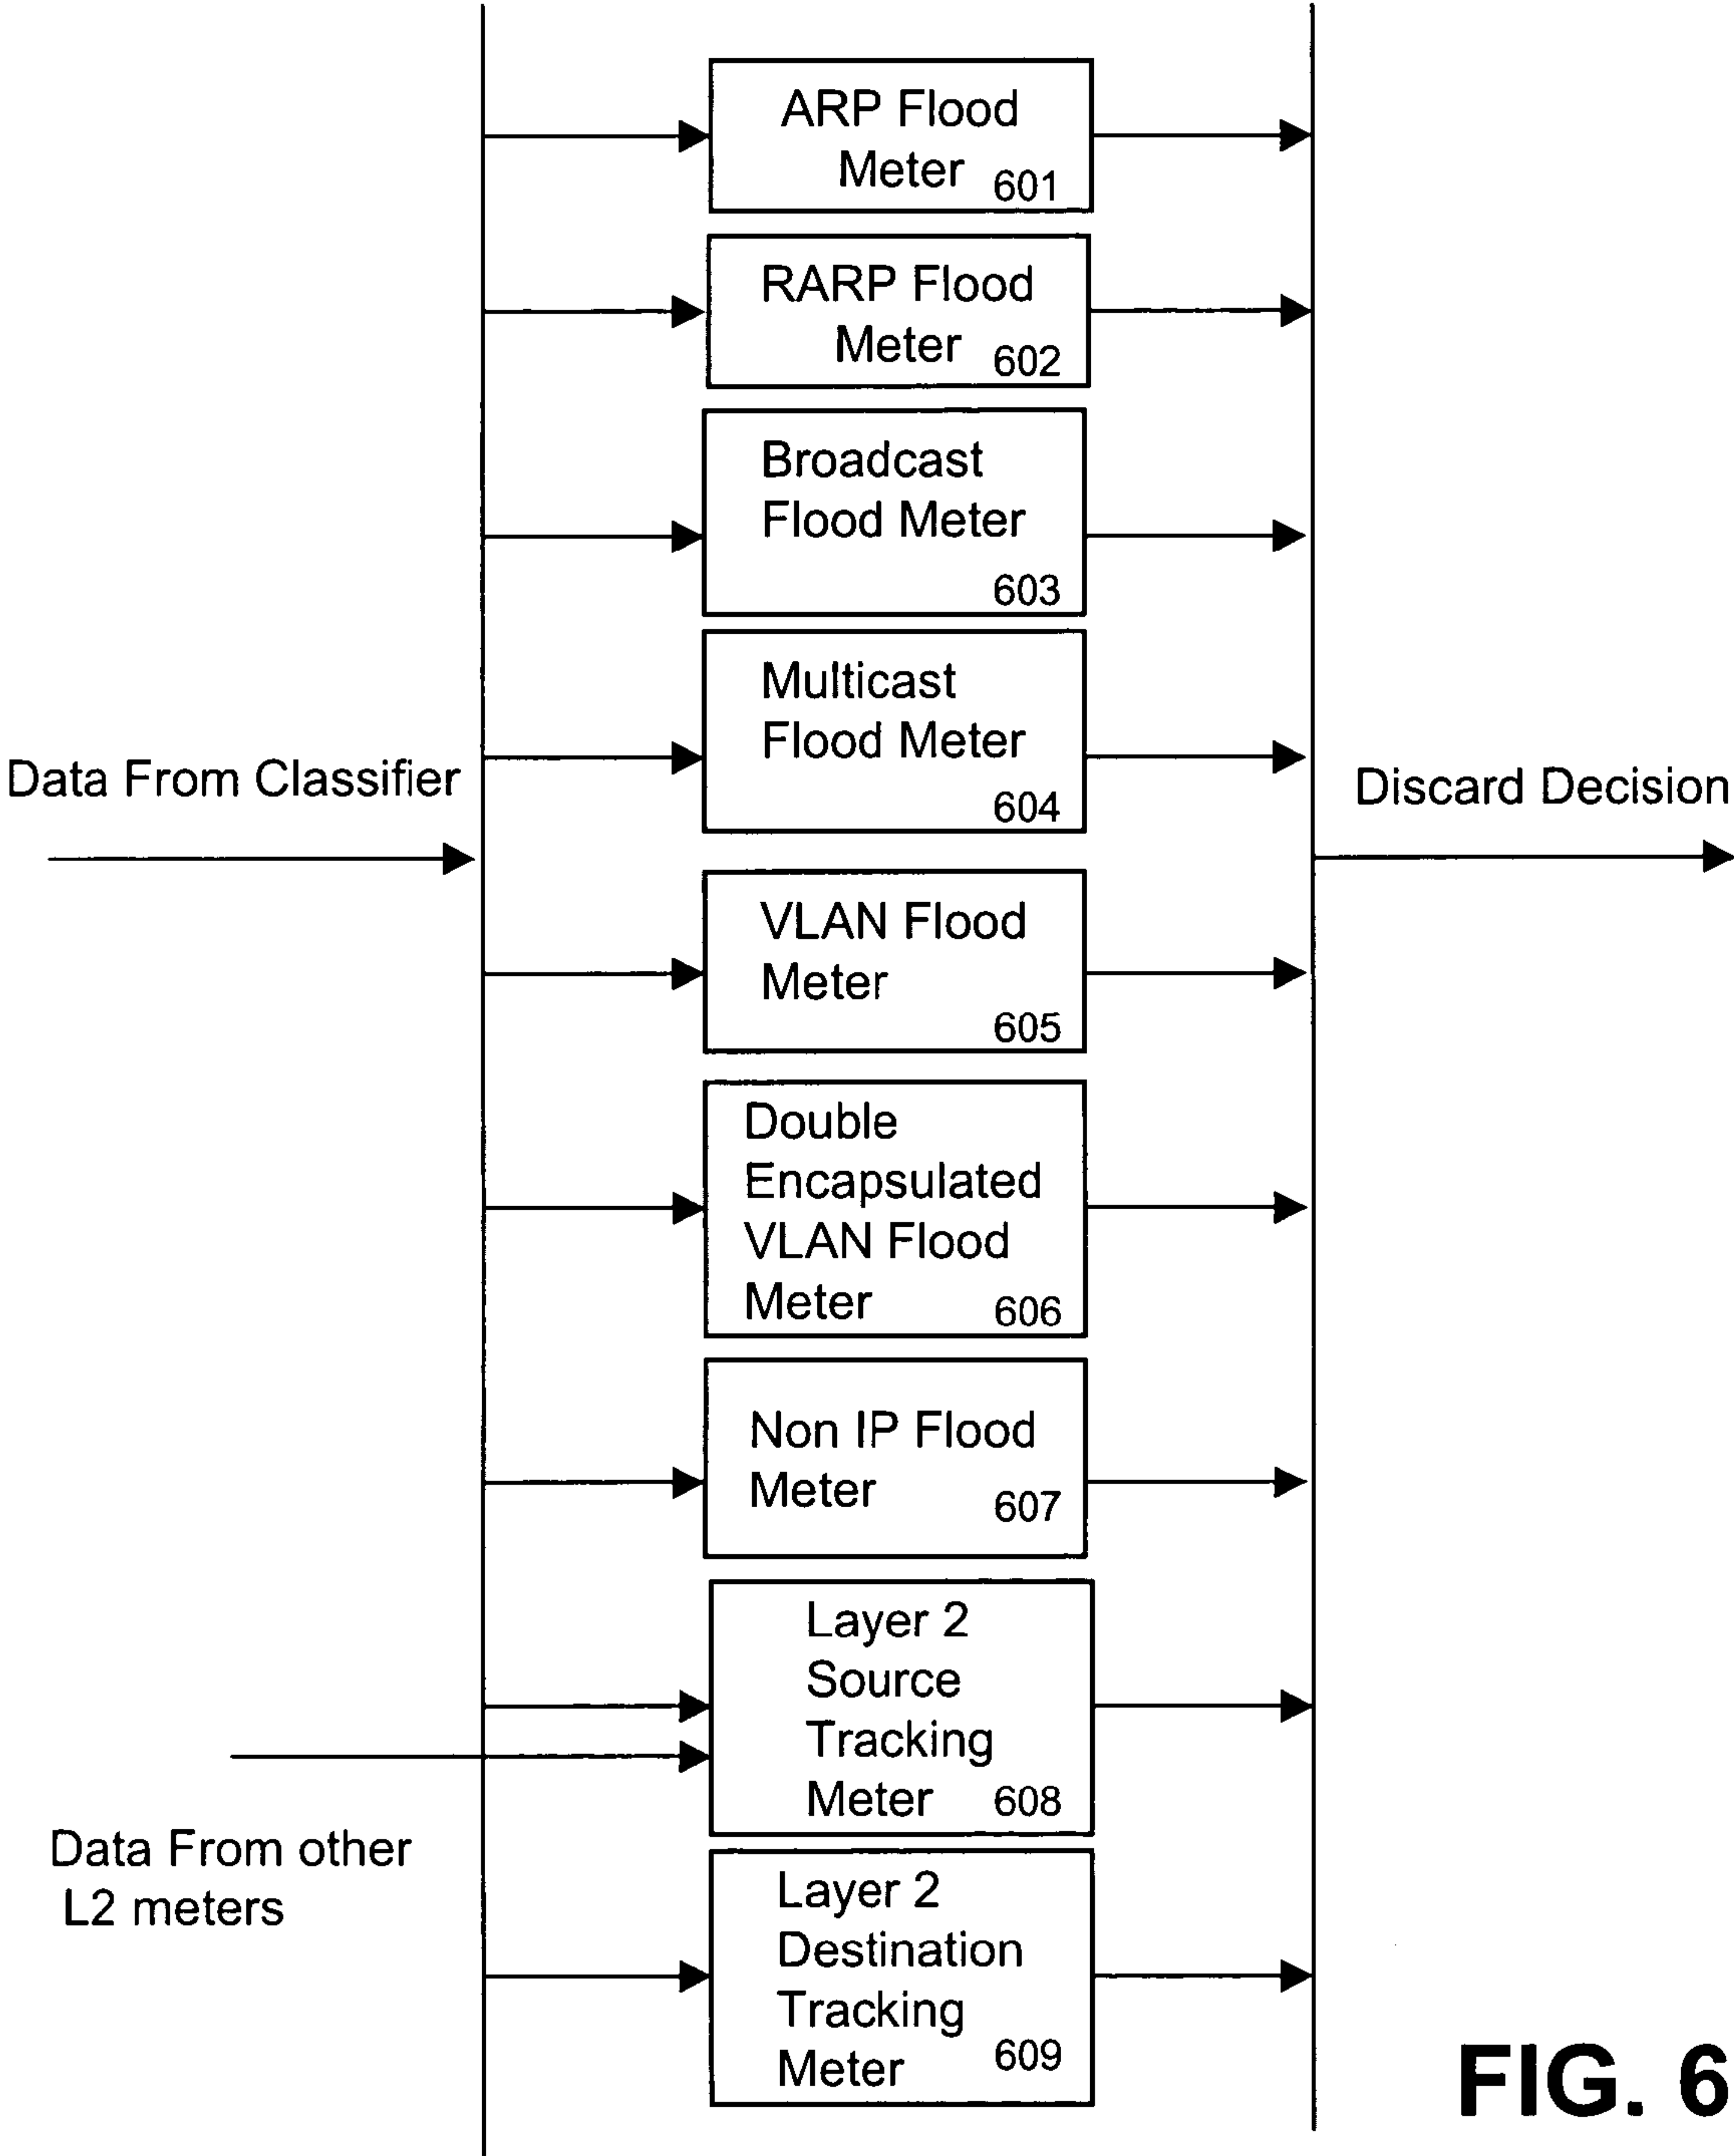 ARP Flood
Meter 601
RARP Flood
Meter 602
Broadcast
Flood Meter
603
Multicast
Flood Meter
604
Data From Classifier
Discard Decision
VLAN Flood
Meter
605
Double
Encapsulated
VLAN Flood
Meter 606
Non IP Flood
Meter 607
Layer 2
Source
Tracking
Meter 608
Data From other
L2 meters
Layer 2
Destination
Tracking
Meter 609
FIG. 6